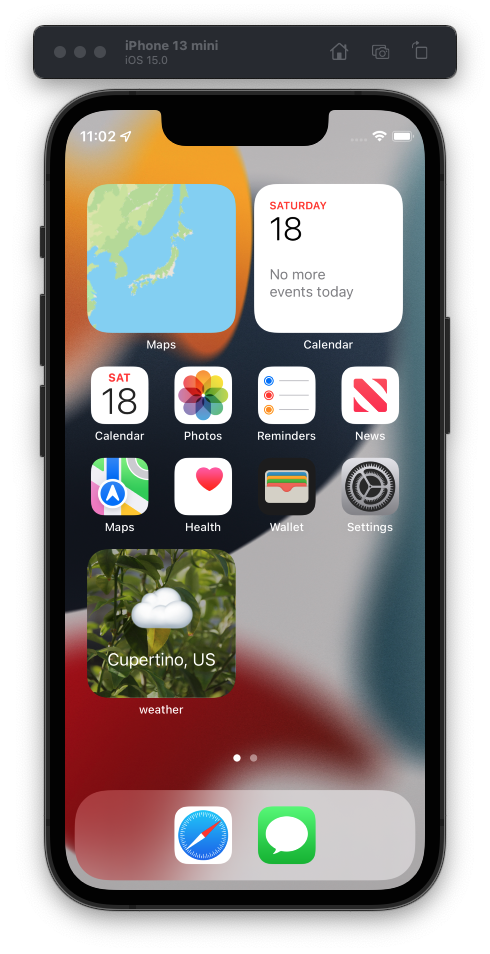 iPhone 13 mini
iOS 15.0
11:02
SATURDAY
18
No more
events today
Maps
Calendar
SAT
18
Calendar
Photos
Reminders
News
Maps
Health
Wallet
Settings
Cupertino, US
weather